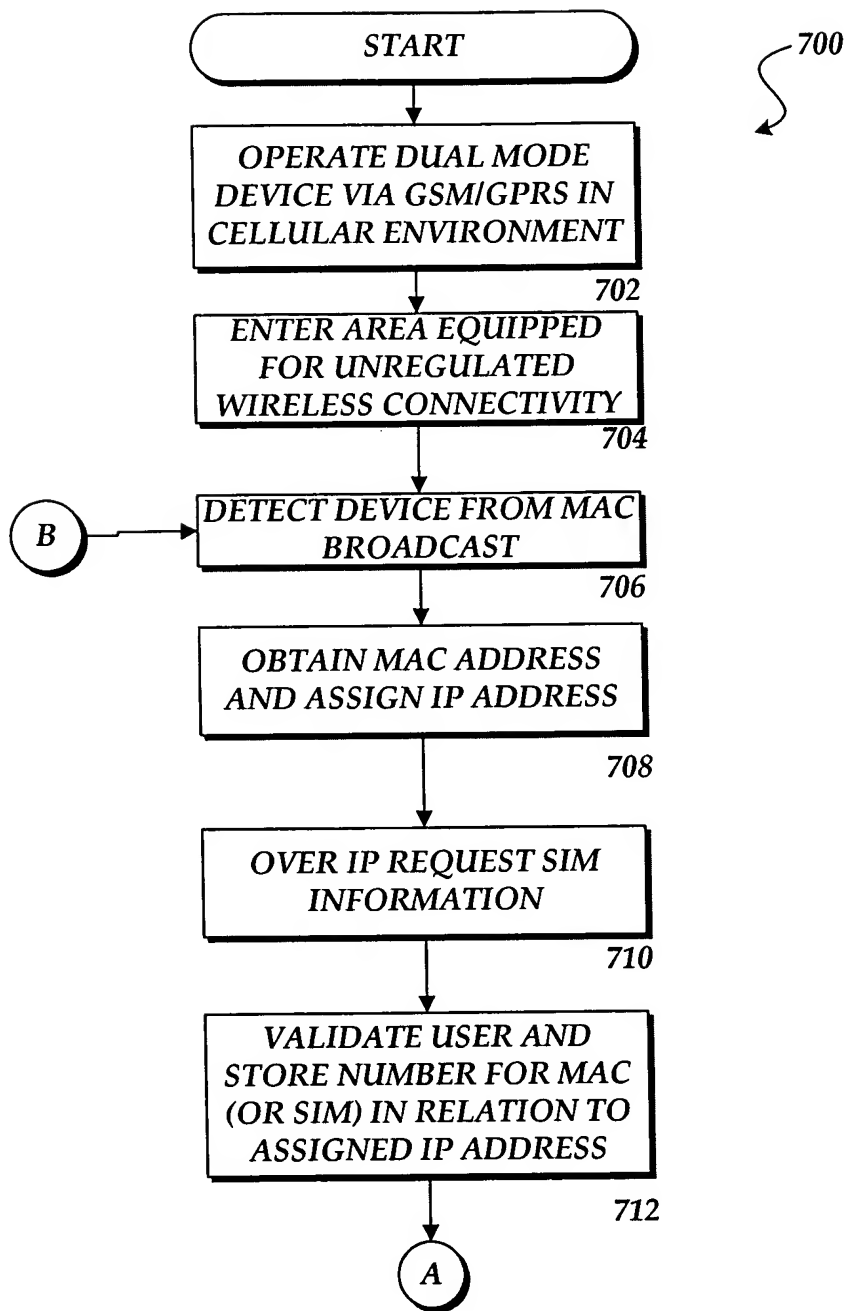 START
700
OPERATE DUAL MODE
DEVICE VIA GSM/GPRS IN
CELLULAR ENVIRONMENT
702
ENTER AREA EQUIPPED
FOR UNREGULATED
WIRELESS CONNECTIVITY
704
B
DETECT DEVICE FROM MAC
BROADCAST
706
OBTAIN MAC ADDRESS
AND ASSIGN IP ADDRESS
708
OVER IP REQUEST SIM
INFORMATION
710
VALIDATE USER AND
STORE NUMBER FOR MAC
(OR SIM) IN RELATION TO
ASSIGNED IP ADDRESS
712
A